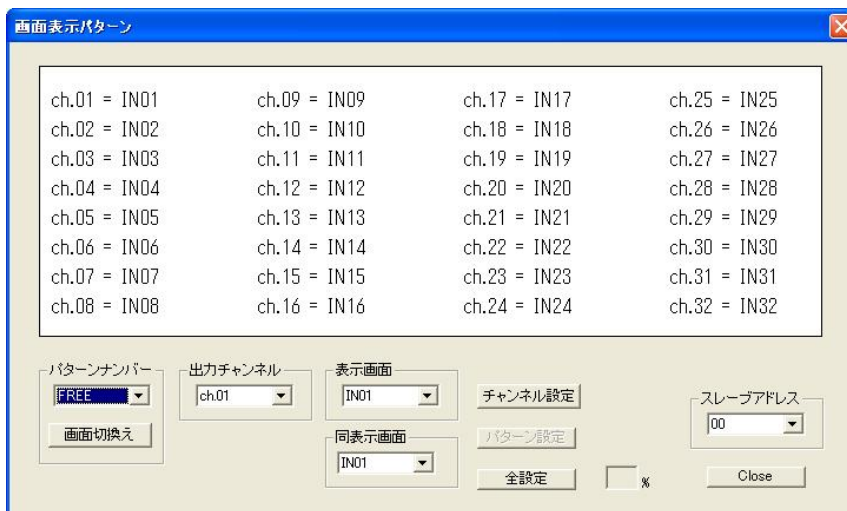 画面表示パターン
ch.01 = IN01 ch.09 = IN09 ch.17 = IN17 ch.25 = IN25
ch.02 = IN02 ch.10 = IN10 ch.18 = IN18 ch.26 = IN26
ch.03 = IN03 ch.11 = IN11 ch.19 = IN19 ch.27 = IN27
ch.04 = IN04 ch.12 = IN12 ch.20 = IN20 ch.28 = IN28
ch.05 = IN05 ch.13 = IN13 ch.21 = IN21 ch.29 = IN29
ch.06 = IN06 ch.14 = IN14 ch.22 = IN22 ch.30 = IN30
ch.07 = IN07 ch.15 = IN15 ch.23 = IN23 ch.31 = IN31
ch.08 = IN08 ch.16 = IN16 ch.24 = IN24 ch.32 = IN32
パターンナンバー
FREE
画面切換え
出力チャンネル
ch.01
表示画面
IN01
同表示画面
IN01
チャンネル設定
パターン設定
全設定
%
スレーブアドレス
00
Close